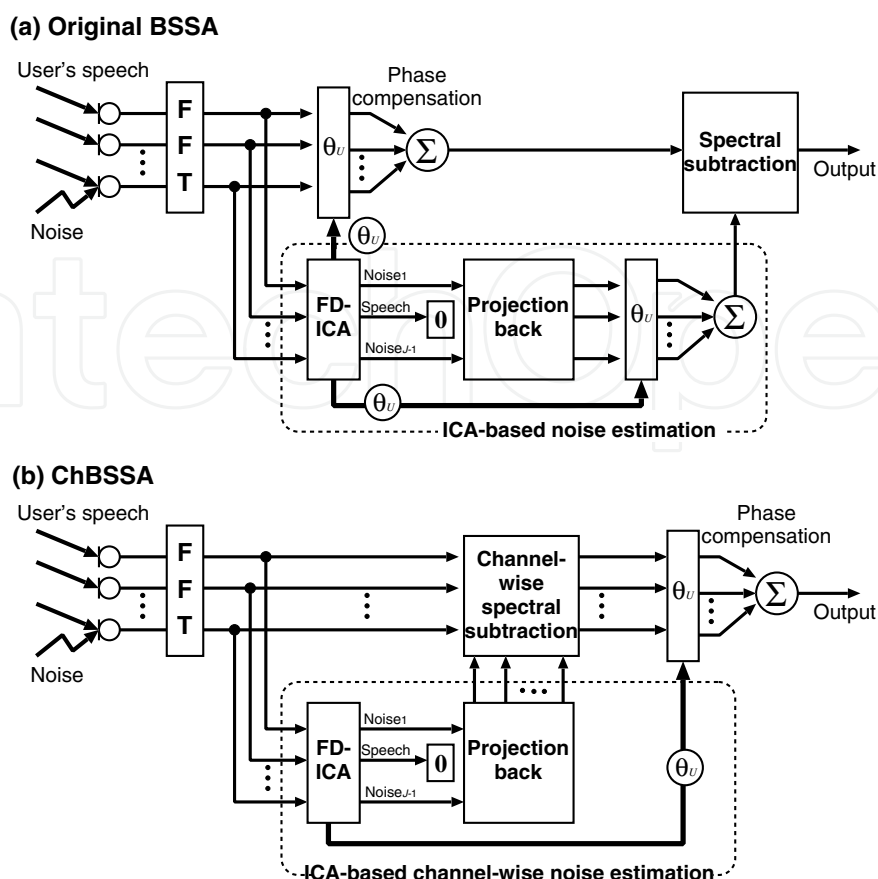 (a) Original BSSA
User's speech
Phase
compensation
F
F
T
θU
Σ
Spectral
subtraction
Output
Noise
θU
FD-
ICA
Noise1
Speech
0
NoiseJ-1
Projection
back
θU
Σ
θU
ICA-based noise estimation
(b) ChBSSA
User's speech
Phase
compensation
F
F
T
Channel-
wise
spectral
subtraction
θU
Σ
Output
Noise
FD-
ICA
Noise1
Speech
0
NoiseJ-1
Projection
back
θU
ICA-based channel-wise noise estimation